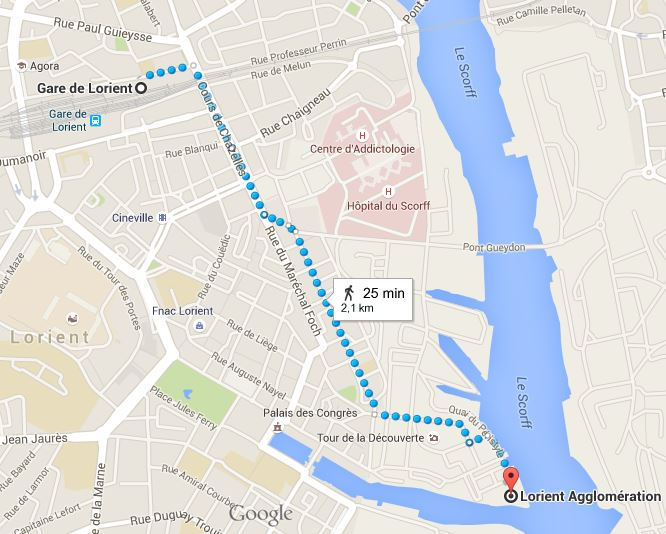 Rue Camille Pelletan
Pont
Rue Paul Gueysse
Rue Professeur Perrin
Agora
Rue de Melun
Le Scorff
Gare de Lorient
Cours de Chazelles
Gare de
Lorient
Rue Chaigneau
Dumanoir
Rue Blanqui
H
Centre d'Addictologie
H
Hôpital du Scorff
Cineville
Rue du Couëdic
Pont Gueydon
Rue Maze
Rue du Tour des Portes
Rue du Maréchal Foch
25 min
2,1 km
Fnac Lorient
Lorient
Rue de Liège
Rue Auguste Nayel
Le Scorff
Place Jules Ferry
Palais des Congrès
Quai du Péristyle
Jean Jaurès
Tour de la Découverte
Rue Bayard
Rue de Larmor
Rue Amiral Courbet
Lorient Agglomération
Capitaine Lefort
de la Marne
Rue Duguay Trouin
Google